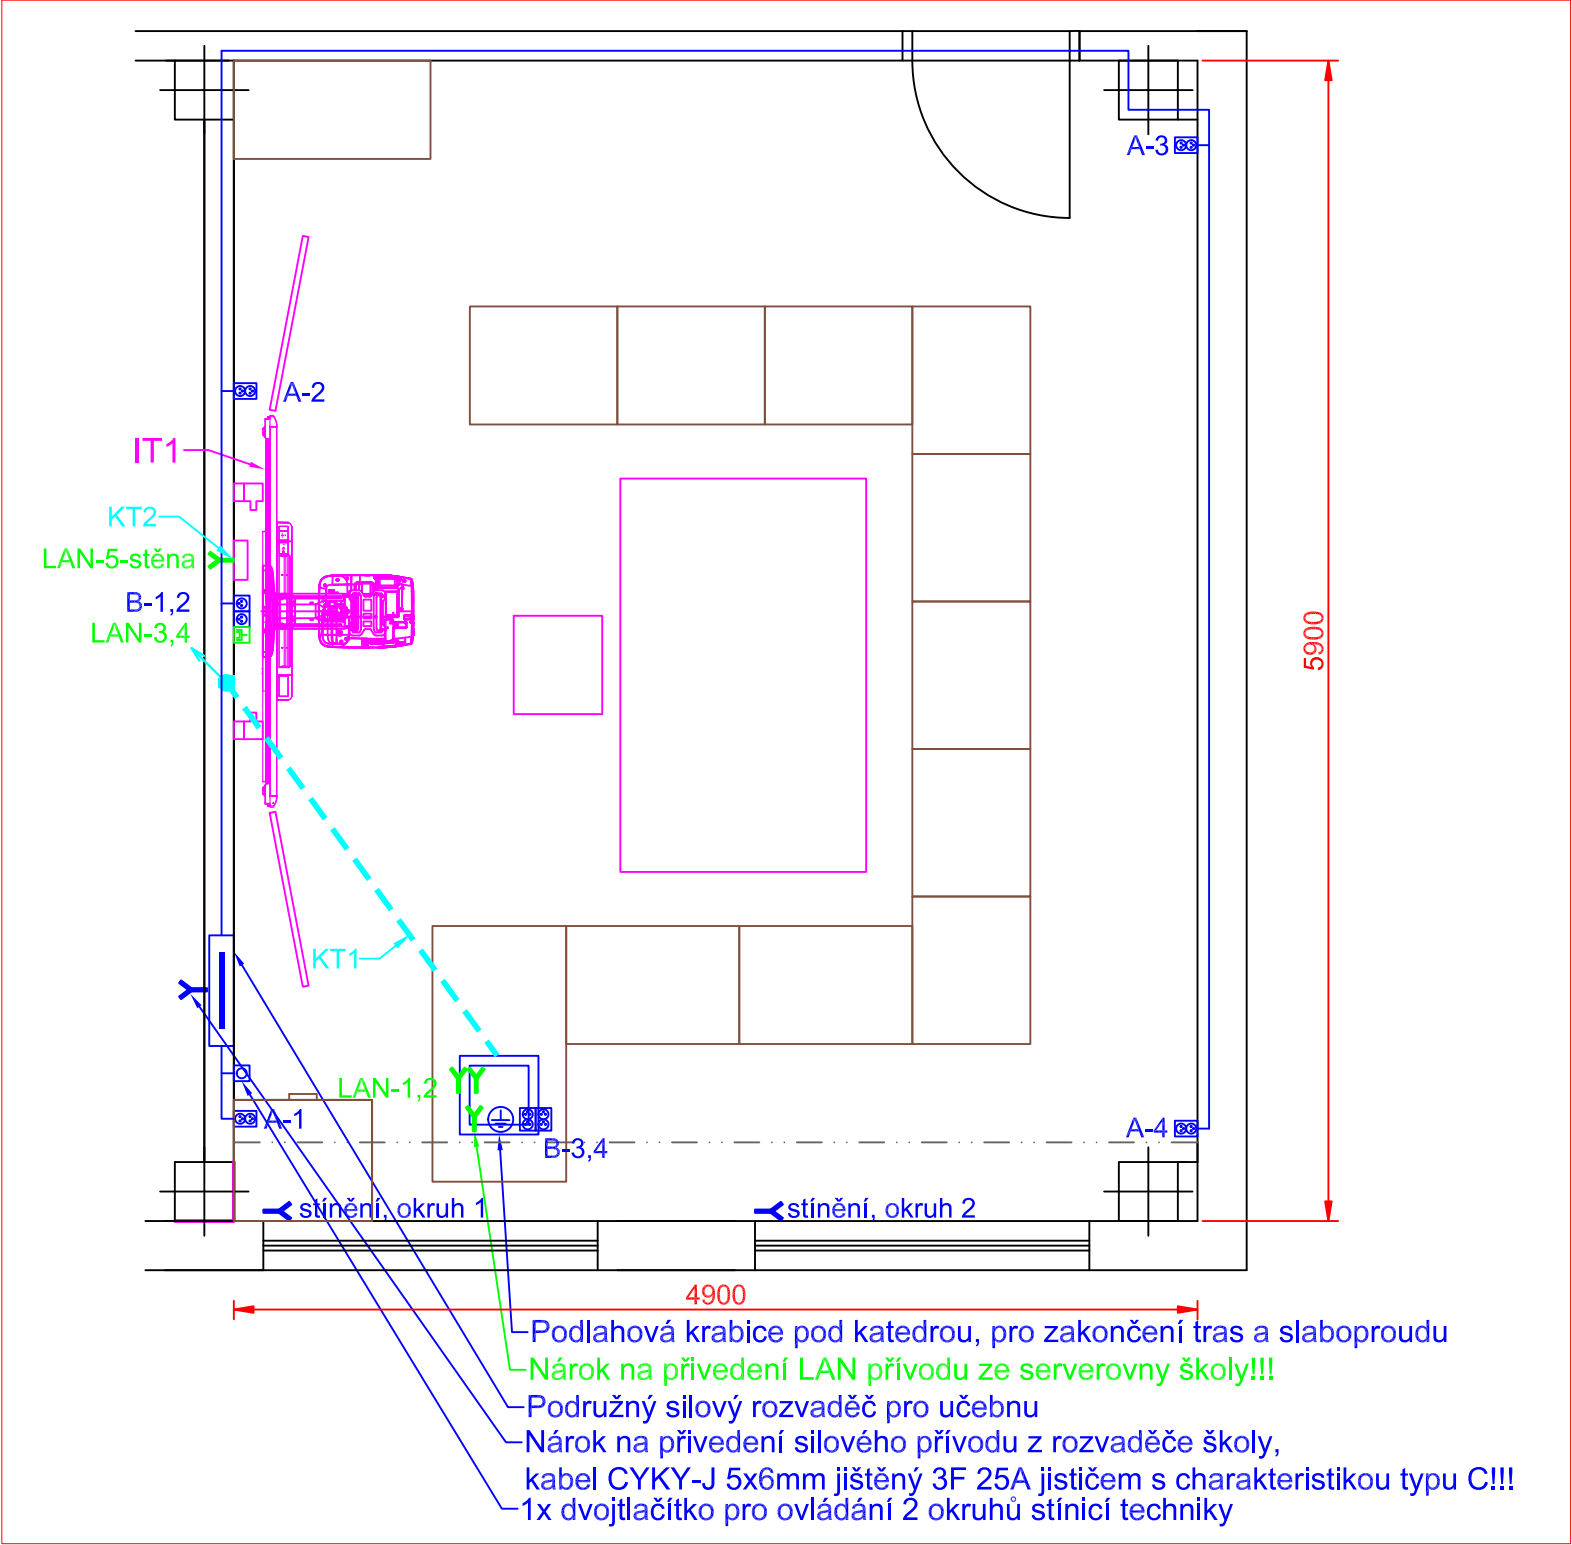 A-3
A-2
IT1
KT2
LAN-5-stěna
B-1,2
LAN-3,4
5900
KT1
LAN-1,2
A-1
A-4
B-3,4
stínění, okruh 1
stínění, okruh 2
4900
Podlahová krabice pod katedrou, pro zakončení tras a slaboproudu
Nárok na přivedení LAN přívodu ze serverovny školy!!!
Podružný silový rozvaděč pro učebnu
Nárok na přivedení silového přívodu z rozvaděče školy,
kabel CYKY-J 5x6mm jištěný 3F 25A jističem s charakteristikou typu C!!!
1x dvojtlačítko pro ovládání 2 okruhů stínicí techniky